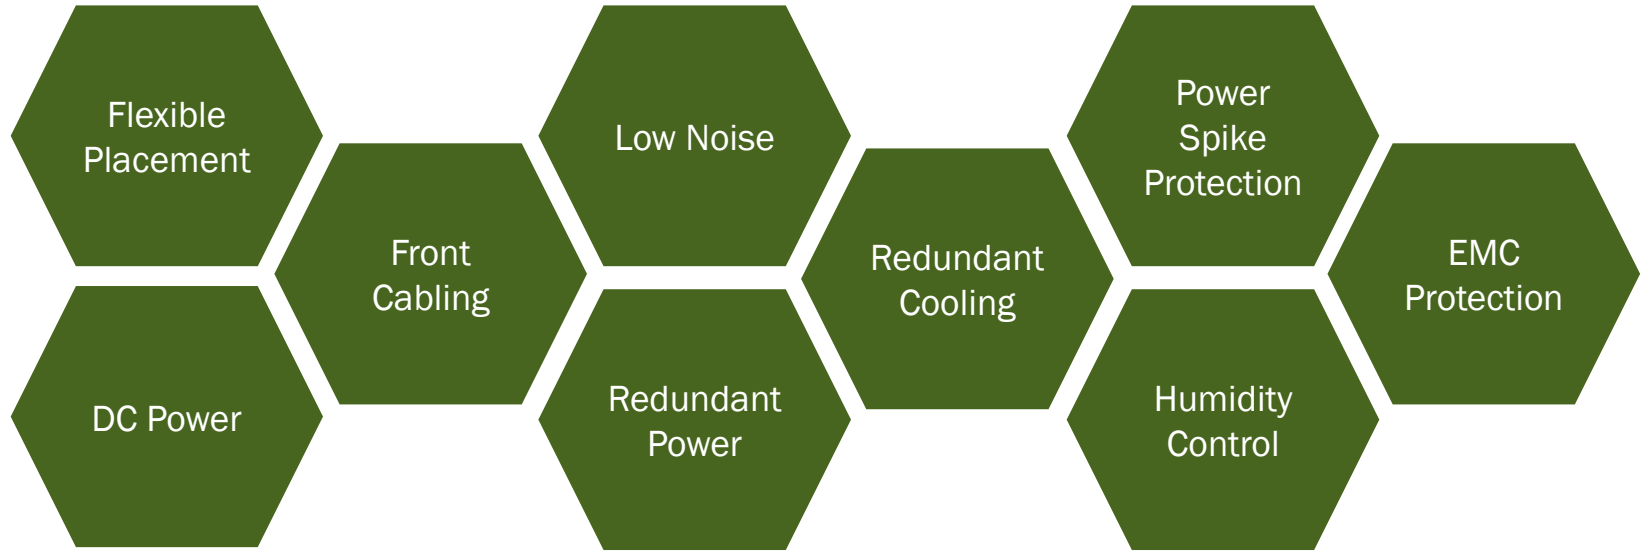 Flexible
Placement
DC Power
Front
Cabling
Low Noise
Redundant
Power
Redundant
Cooling
Power
Spike
Protection
Humidity
Control
EMC
Protection